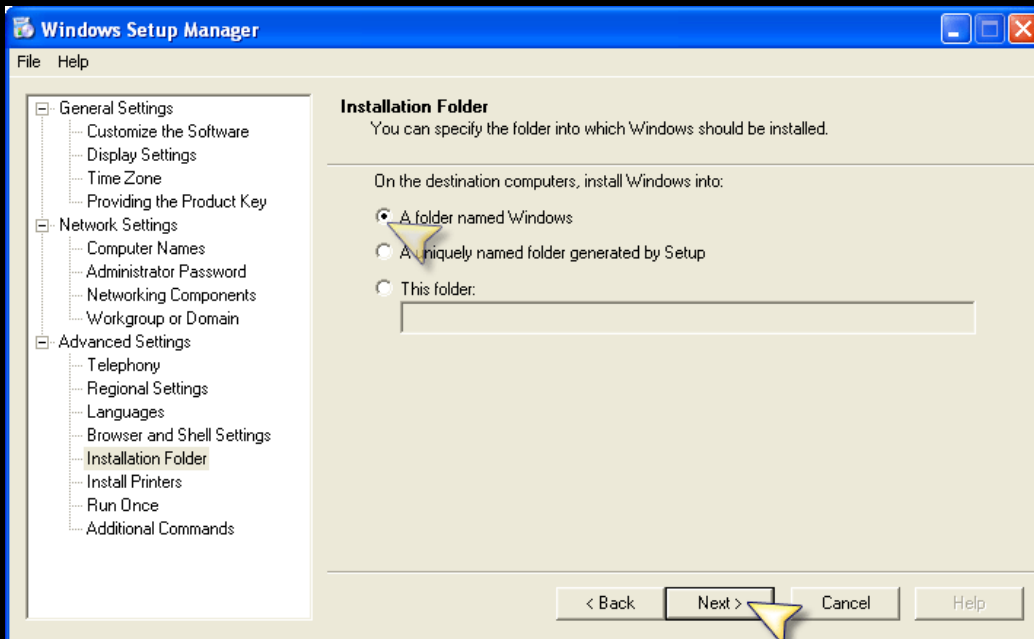 Windows Setup Manager
File Help
General Settings
Customize the Software
Display Settings
Time Zone
Providing the Product Key
Network Settings
Computer Names
Administrator Password
Networking Components
Workgroup or Domain
Advanced Settings
Telephony
Regional Settings
Languages
Browser and Shell Settings
Installation Folder
Install Printers
Run Once
Additional Commands
Installation Folder
You can specify the folder into which Windows should be installed.
On the destination computers, install Windows into:
A folder named Windows
A uniquely named folder generated by Setup
This folder:
< Back Next > Cancel Help